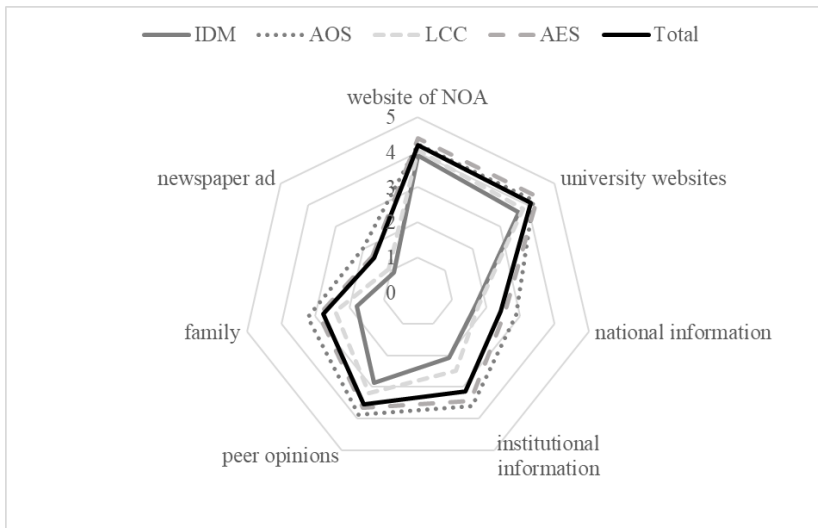 IDM AOS LCC AES Total
website of NOA
5
4
3
2
1
0
newspaper ad
university websites
family
national information
peer opinions
institutional
information